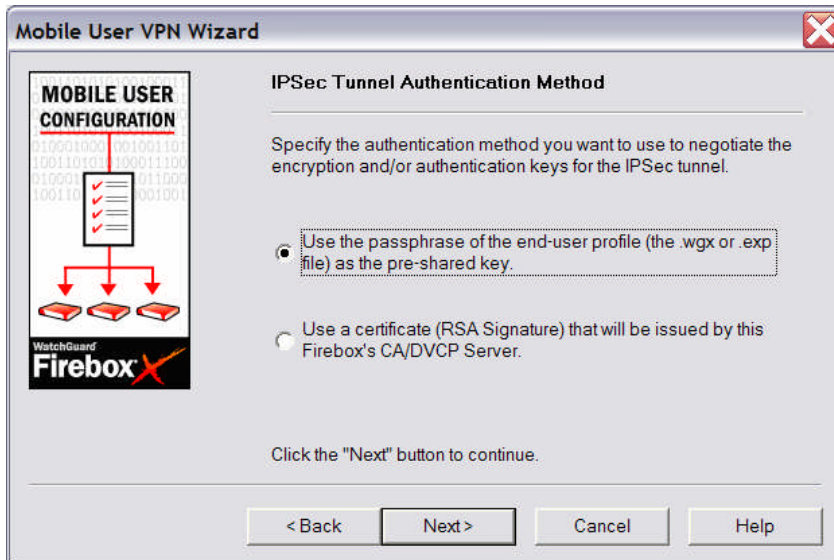 Mobile User VPN Wizard
MOBILE USER
CONFIGURATION
WatchGuard
Firebox X
IPSec Tunnel Authentication Method
Specify the authentication method you want to use to negotiate the
encryption and/or authentication keys for the IPSec tunnel.
Use the passphrase of the end-user profile (the .wgx or .exp
file) as the pre-shared key.
Use a certificate (RSA Signature) that will be issued by this
Firebox's CA/DVCP Server.
Click the "Next" button to continue.
< Back
Next >
Cancel
Help